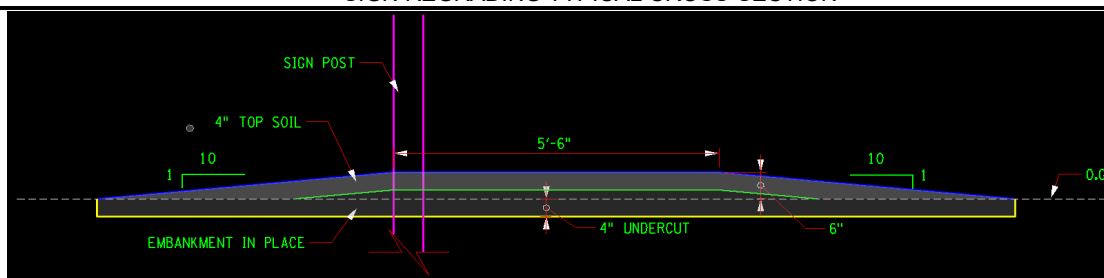 SIGN POST
4" TOP SOIL
5'-6"
10
1
10
1
0.0
4" UNDERCUT
6"
EMBANKMENT IN PLACE